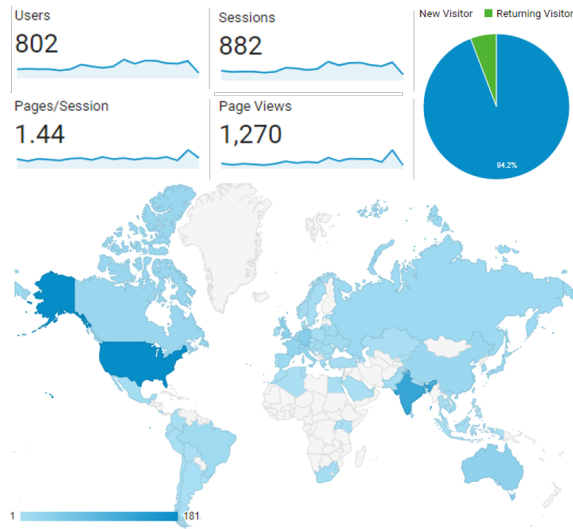 Users
802
Sessions
882
New Visitor
Returning Visitor
Pages/Session
1.44
Page Views
1,270
94.2%
1
181